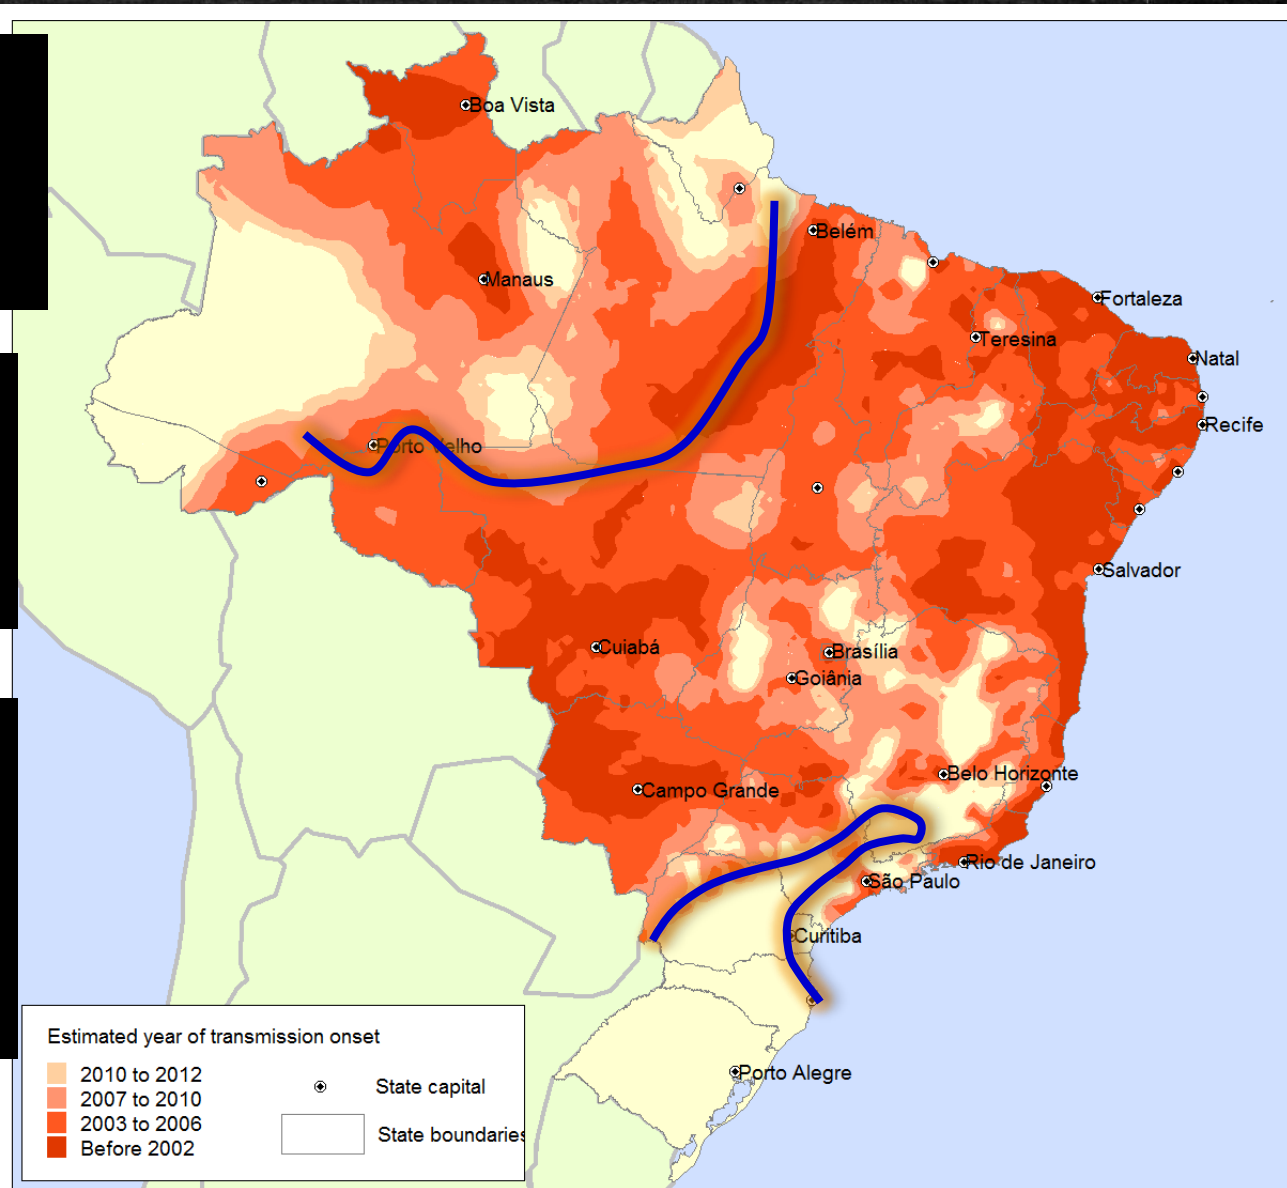 Boa Vista
Belém
Manaus
Fortaleza
Teresina
Natal
Recife
Porto Velho
Salvador
Cuiabá
Brasília
Goiânia
Belo Horizonte
Campo Grande
Rio de Janeiro
São Paulo
Curitiba
Porto Alegre
Estimated year of transmission onset
2010 to 2012
2007 to 2010
2003 to 2006
Before 2002
State capital
State boundaries